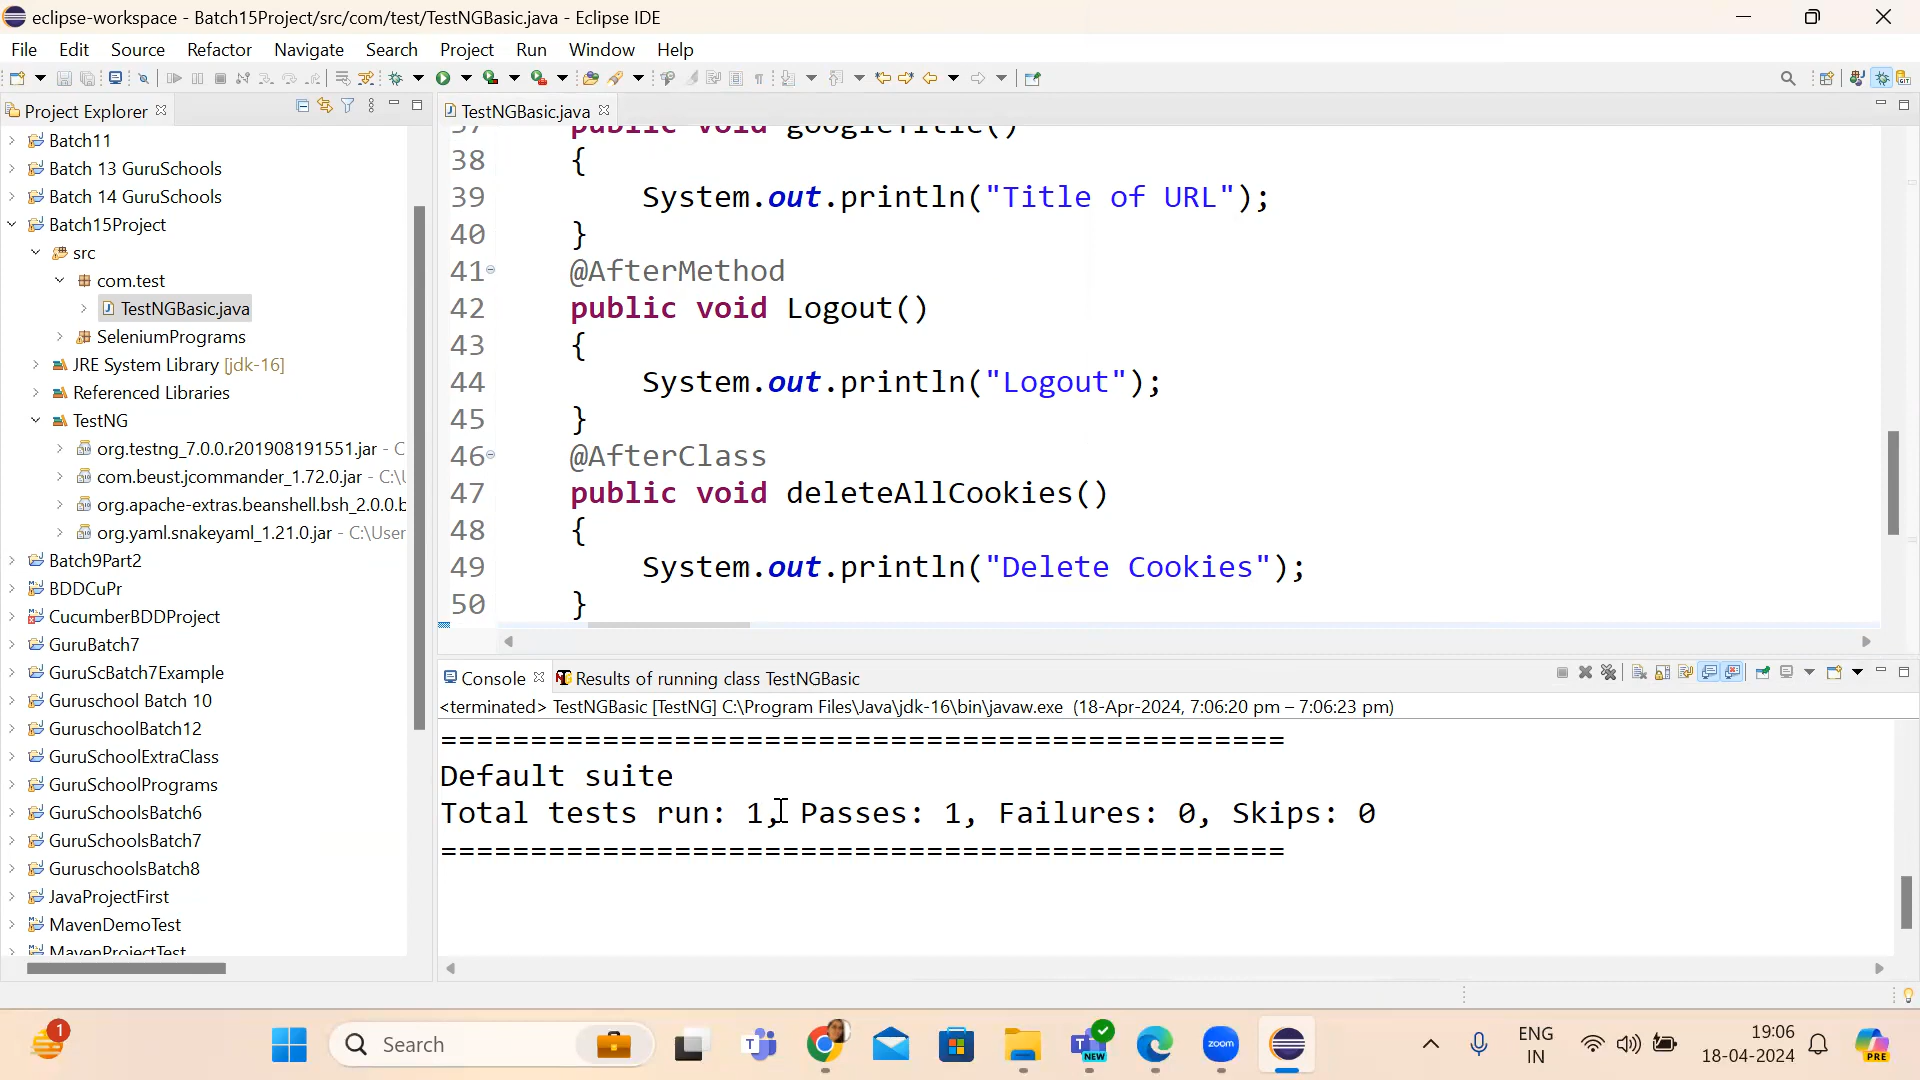 eclipse-workspace - Batch15Project/src/com/test/TestNGBasic.java - Eclipse IDE
File Edit Source Refactor Navigate Search Project Run Window Help
Project Explorer
TestNGBasic.java
Batch11
Batch 13 GuruSchools
Batch 14 GuruSchools
Batch15Project
src
com.test
TestNGBasic.java
SeleniumPrograms
JRE System Library [jdk-16]
Referenced Libraries
TestNG
org.testng_7.0.0.r201908191551.jar - C
com.beust.jcommander_1.72.0.jar - C:\U
org.apache-extras.beanshell.bsh_2.0.0.b
org.yaml.snakeyaml_1.21.0.jar - C:\User
Batch9Part2
BDDCuPr
CucumberBDDProject
GuruBatch7
GuruScBatch7Example
Guruschool Batch 10
GuruschoolBatch12
GuruSchoolExtraClass
GuruSchoolPrograms
GuruSchoolsBatch6
GuruSchoolsBatch7
GuruschoolsBatch8
JavaProjectFirst
MavenDemoTest
MavenProjectTest
37 public void googleTitle()
38 {
39 System.out.println("Title of URL");
40 }
41 @AfterMethod
42 public void Logout()
43 {
44 System.out.println("Logout");
45 }
46 @AfterClass
47 public void deleteAllCookies()
48 {
49 System.out.println("Delete Cookies");
50 }
Console Results of running class TestNGBasic
<terminated> TestNGBasic [TestNG] C:\Program Files\Java\jdk-16\bin\javaw.exe (18-Apr-2024, 7:06:20 pm – 7:06:23 pm)
===============================================
Default suite
Total tests run: 1, Passes: 1, Failures: 0, Skips: 0
===============================================
1
Search
NEW
zoom
ENG
IN
19:06
18-04-2024
PRE